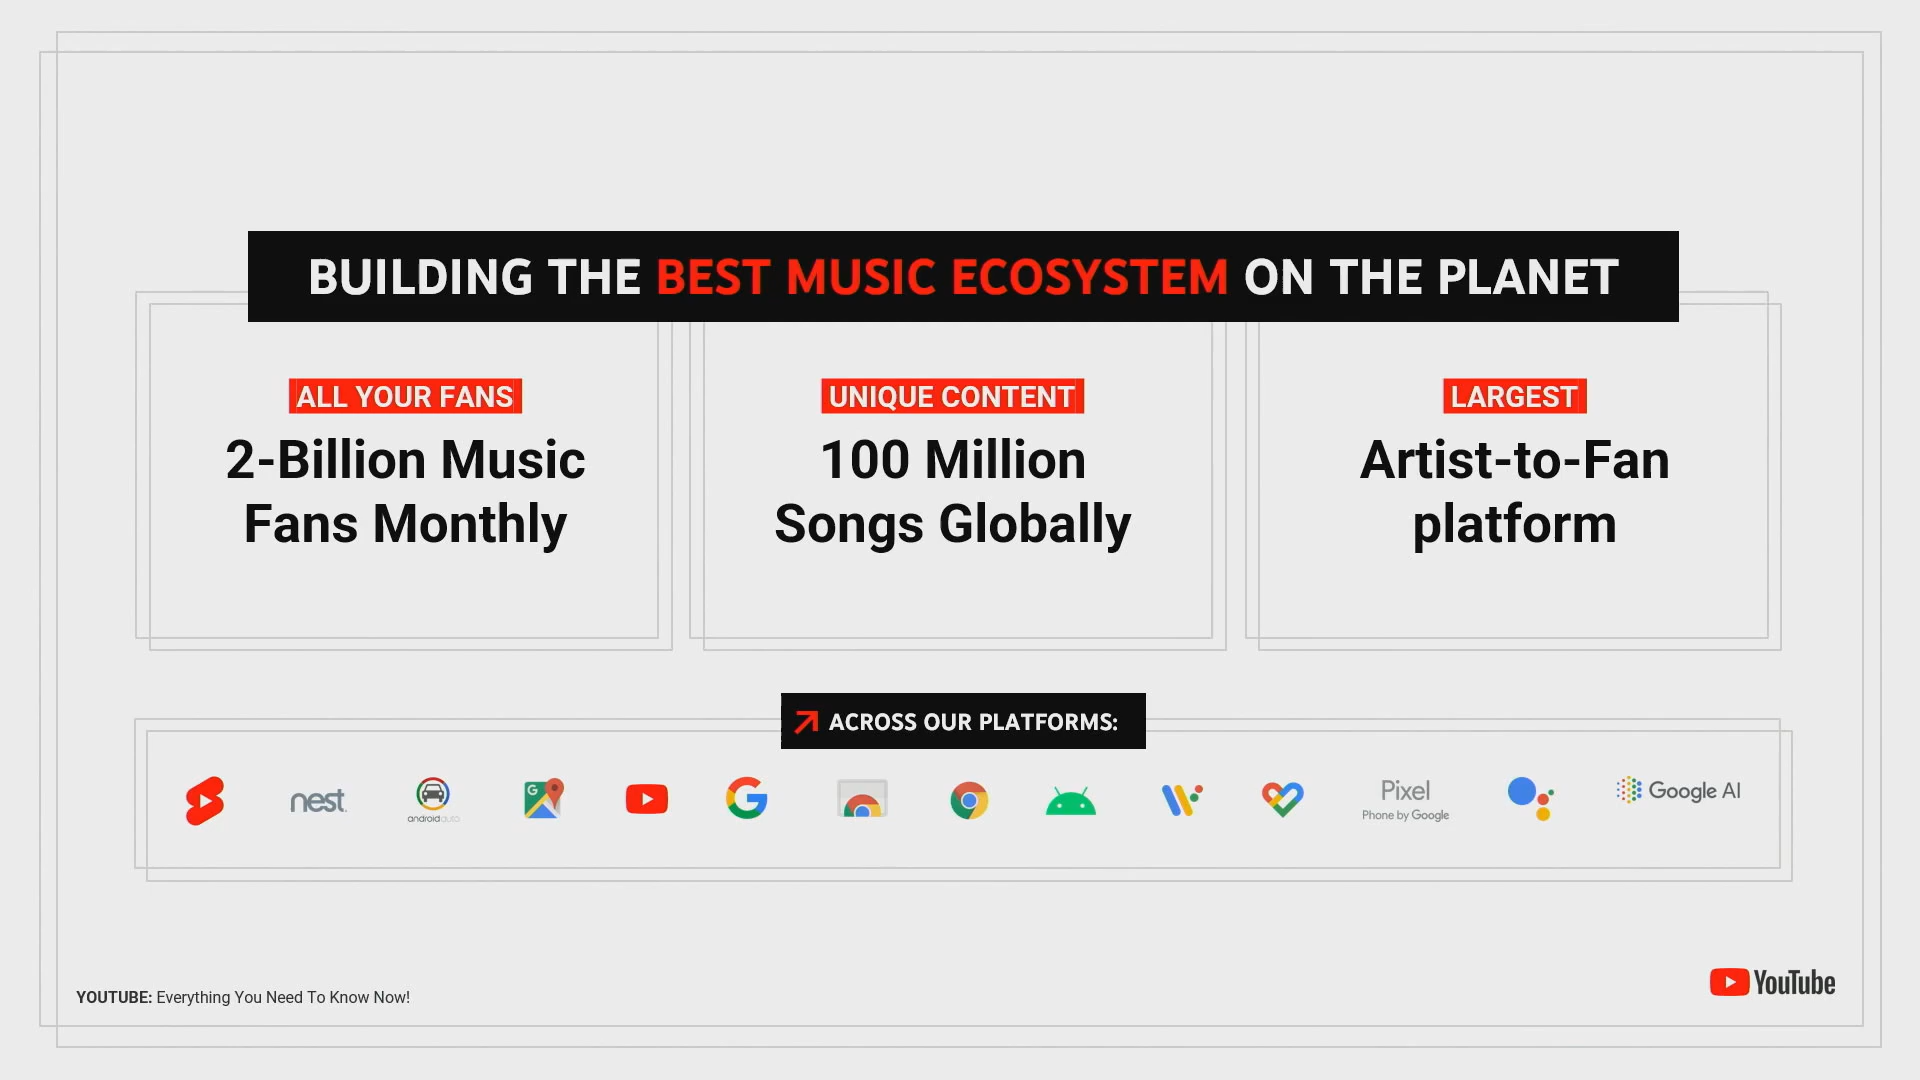 BUILDING THE BEST MUSIC ECOSYSTEM ON THE PLANET
ALL YOUR FANS
2-Billion Music
Fans Monthly
UNIQUE CONTENT
100 Million
Songs Globally
LARGEST
Artist-to-Fan
platform
ACROSS OUR PLATFORMS:
nest
androidauto
G
G
Pixel
Phone by Google
Google AI
YOUTUBE: Everything You Need To Know Now!
YouTube